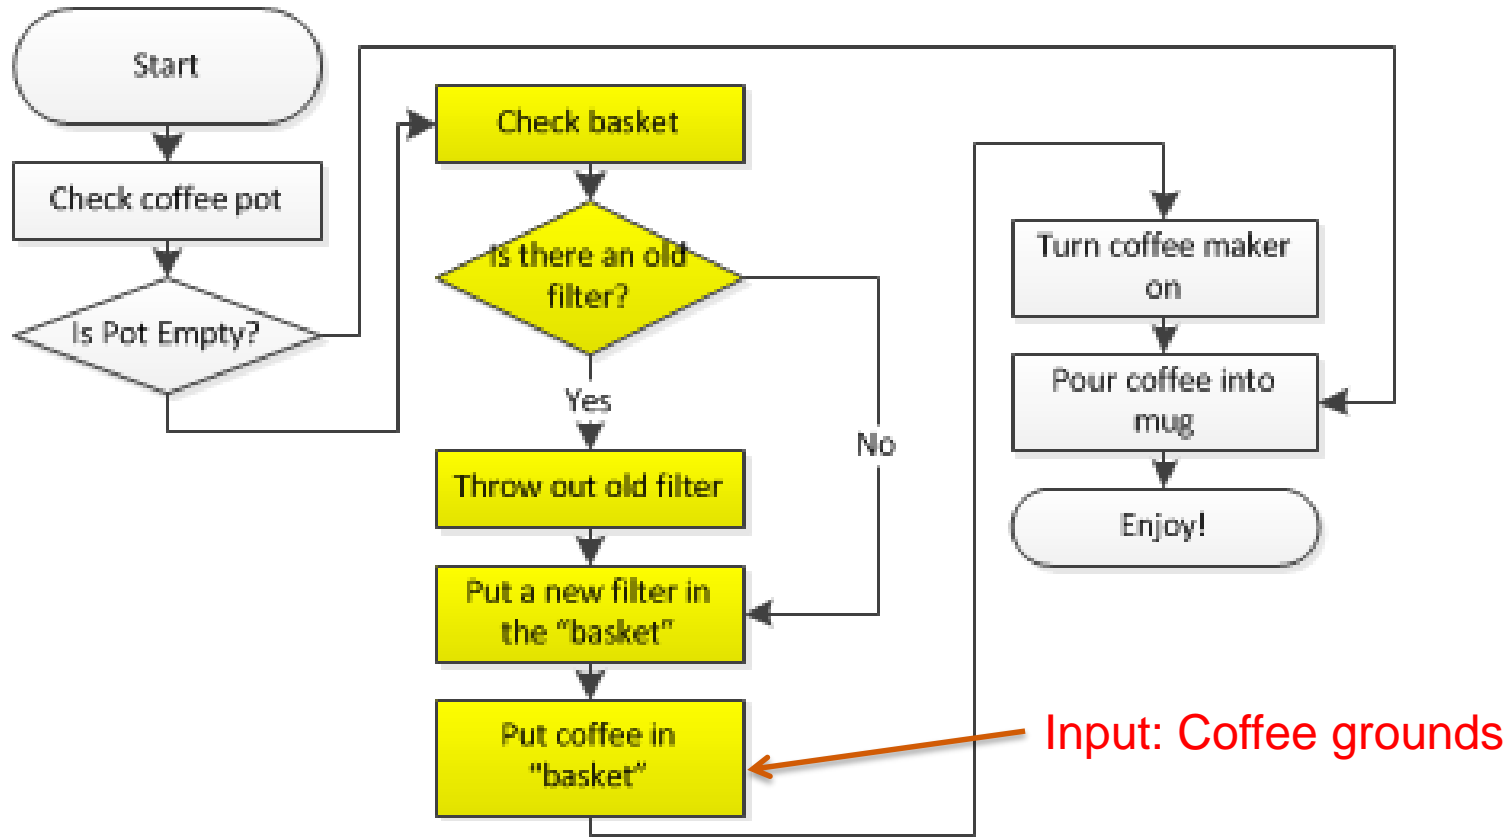 Start
Check coffee pot
Is Pot Empty?
Check basket
Is there an old
filter?
Yes
No
Throw out old filter
Put a new filter in
the “basket”
Put coffee in
“basket”
Input: Coffee grounds
Turn coffee maker
on
Pour coffee into
mug
Enjoy!